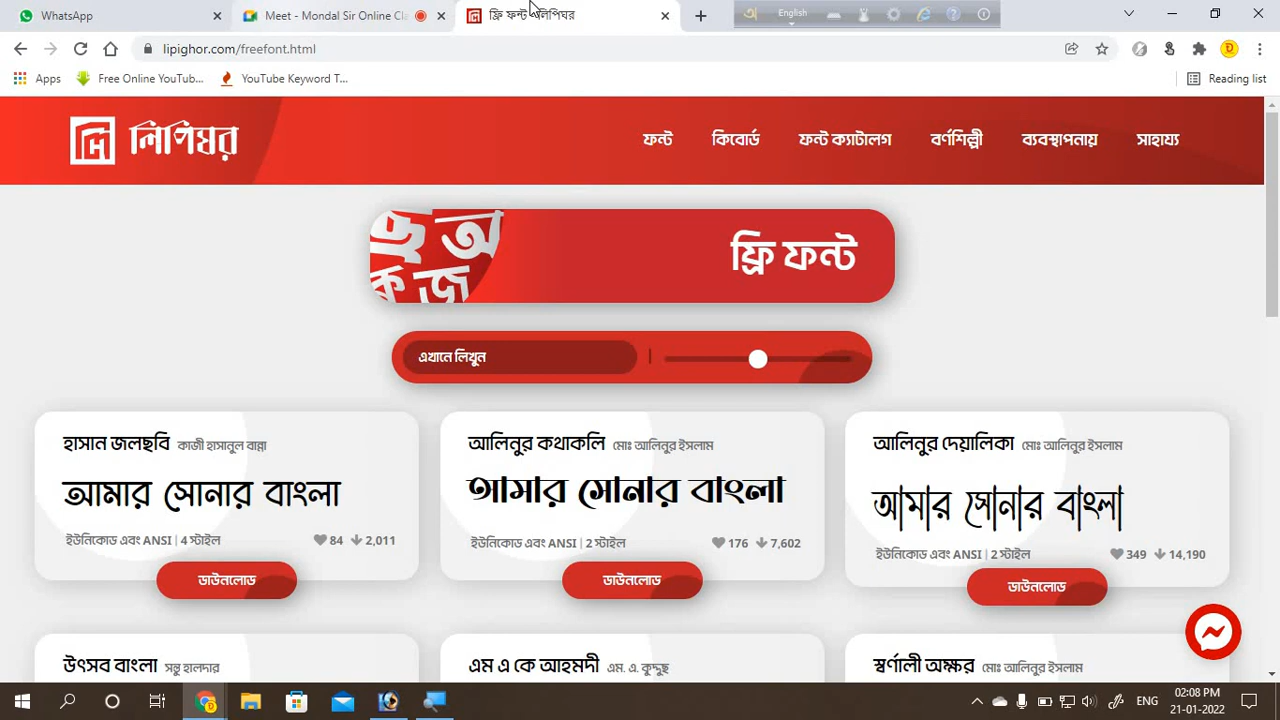 WhatsApp
Meet - Mondal Sir Online Cl
ফ্রি ফন্ট
লিপিঘর
অ English
lipighor.com/freefont.html
Apps
Free Online YouTub...
YouTube Keyword T...
Reading list
লিপিঘর
ফন্ট
কিবোর্ড
ফন্ট ক্যাটালগ
বর্ণশিল্পী
ব্যবস্থাপনায়
সাহায্য
ছ অ
ক জ
ফ্রি ফন্ট
এখানে লিখুন
হাসান জলছবি কাজী হাসানুল বান্না
আমার সোনার বাংলা
ইউনিকোড এবং ANSI | 4 স্টাইল
84 2,011
ডাউনলোড
আলিনুর কথাকলি মোঃ আলিনুর ইসলাম
আমার সোনার বাংলা
ইউনিকোড এবং ANSI | 2 স্টাইল
176 7,602
ডাউনলোড
আলিনুর দেয়ালিকা মোঃ আলিনুর ইসলাম
আমার সোনার বাংলা
ইউনিকোড এবং ANSI | 2 স্টাইল
349 14,190
ডাউনলোড
উৎসব বাংলা সন্তু হালদার
এম এ কে আহমদী এম. এ. কুদ্দুছ
স্বর্ণালী অক্ষর মোঃ আলিনুর ইসলাম
ENG
02:08 PM
21-01-2022